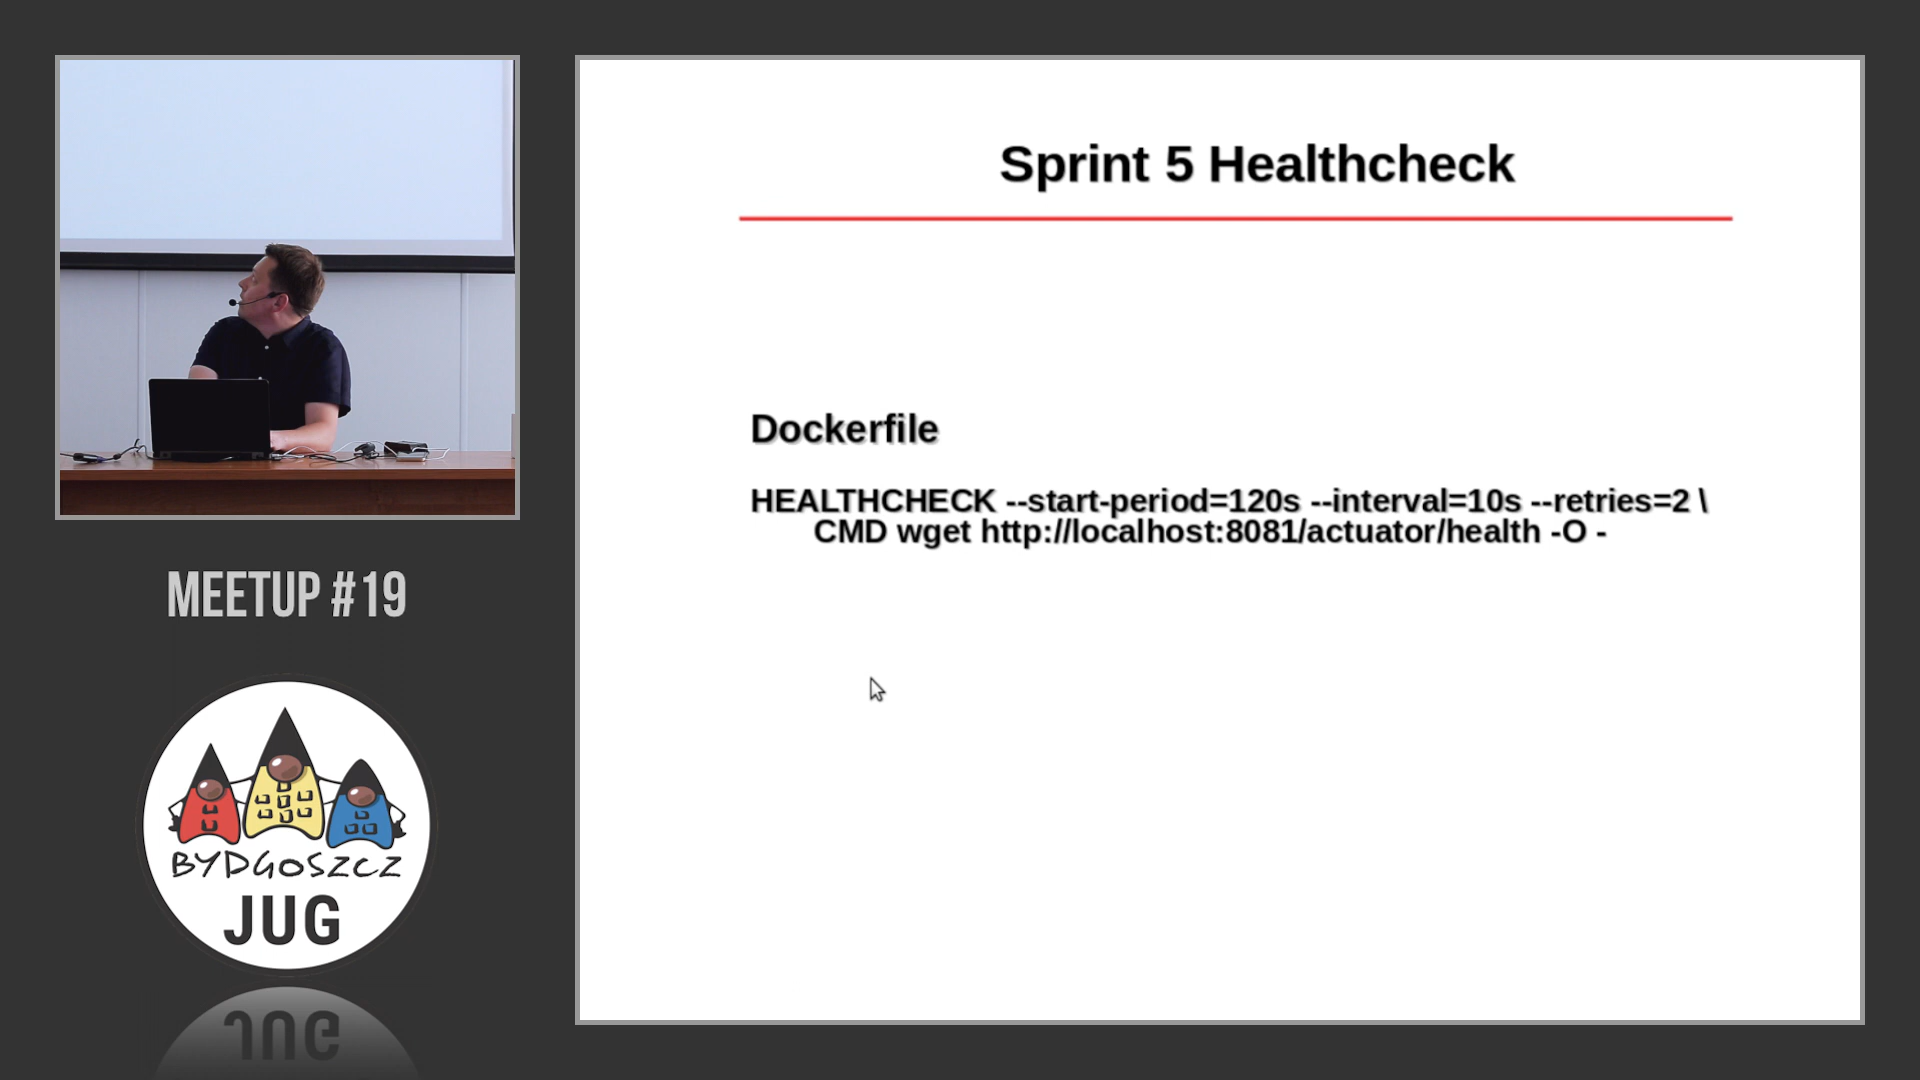 Sprint 5 Healthcheck
Dockerfile
HEALTHCHECK --start-period=120s --interval=10s --retries=2 \
CMD wget http://localhost:8081/actuator/health -O -
MEETUP #19
BYDGOSZCZ
JUG